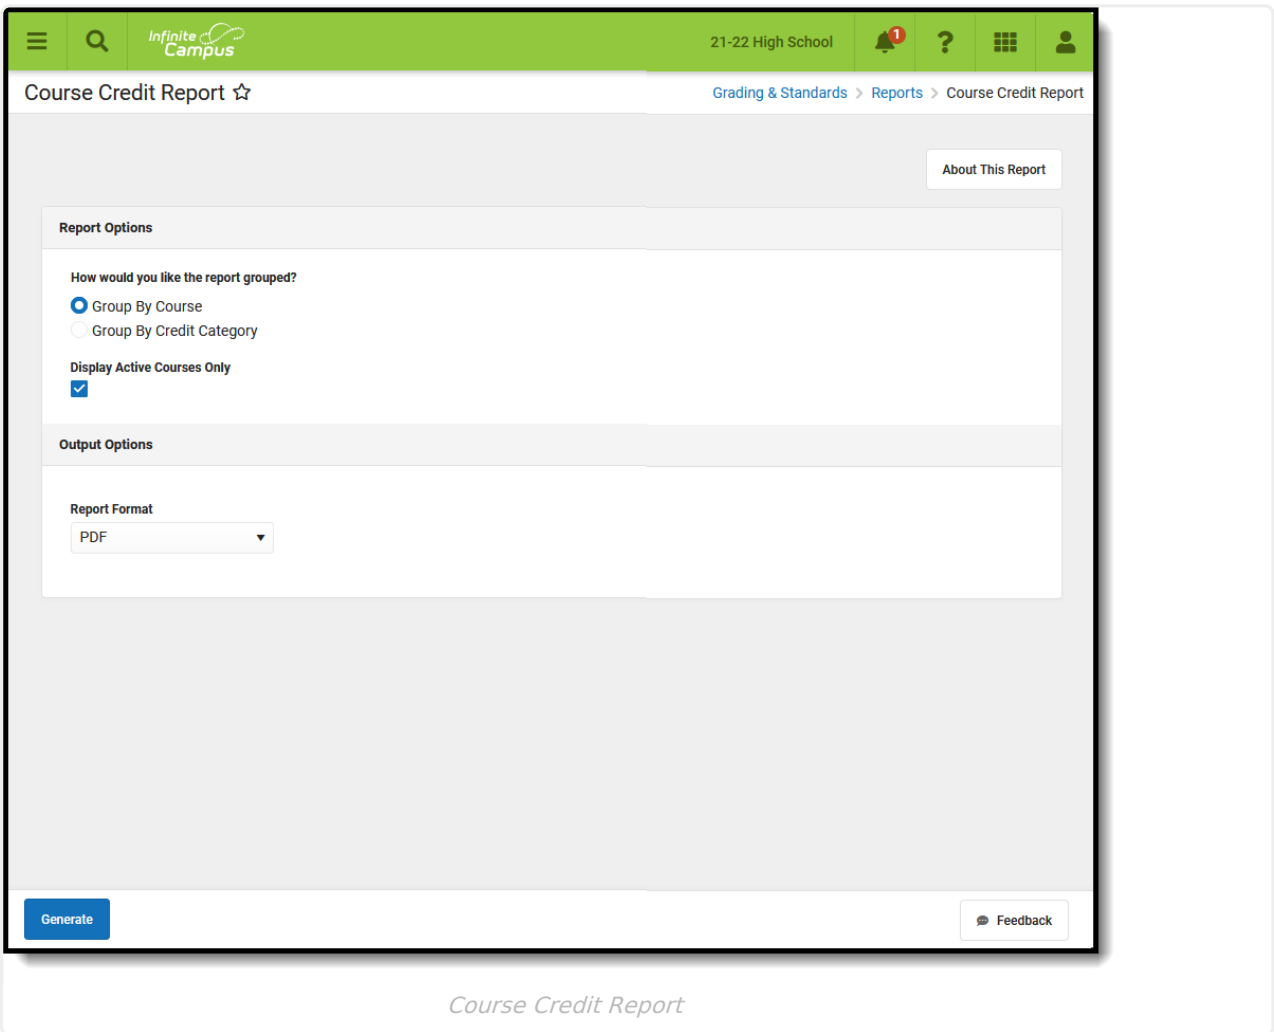 Infinite Campus
21-22 High School
1
?
Course Credit Report
Grading & Standards > Reports > Course Credit Report
About This Report
Report Options
How would you like the report grouped?
Group By Course
Group By Credit Category
Display Active Courses Only
Output Options
Report Format
PDF
Generate
Feedback
Course Credit Report